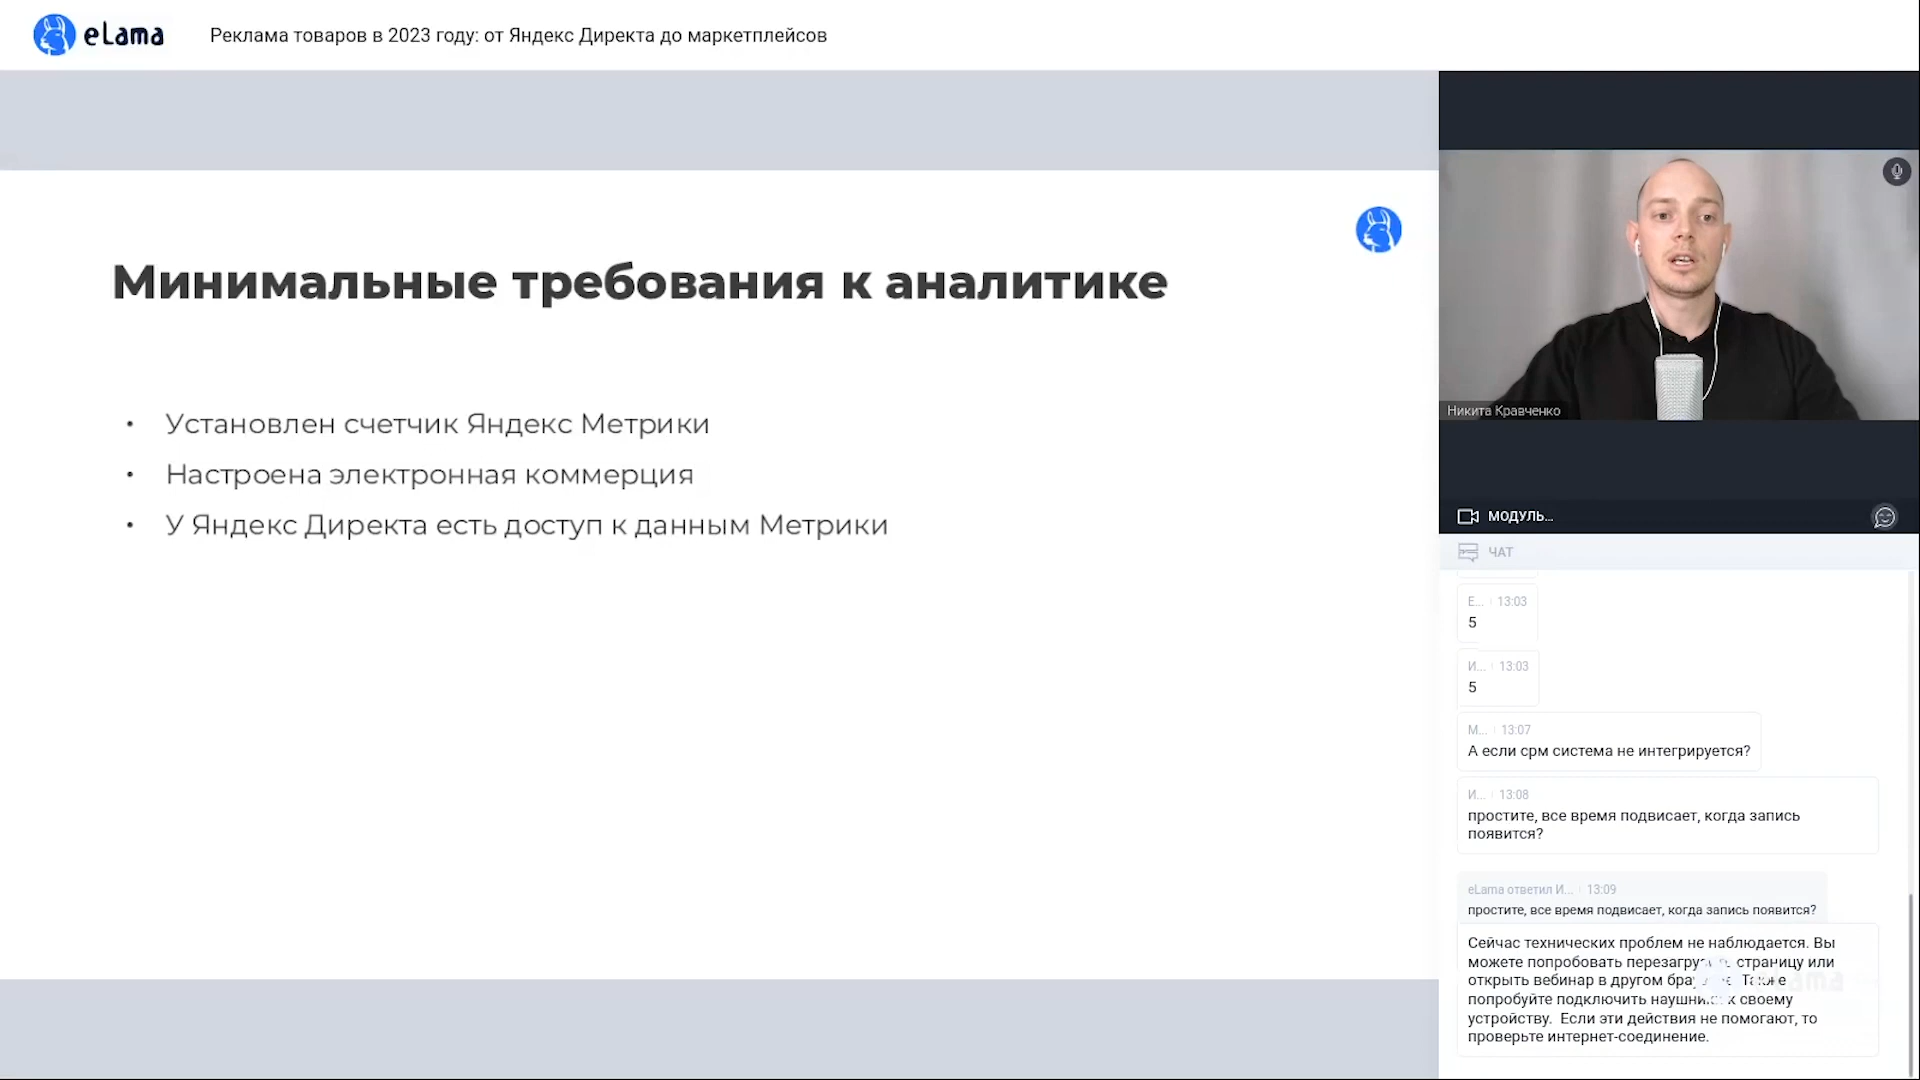 eLama
Реклама товаров в 2023 году: от Яндекс Директа до маркетплейсов
Минимальные требования к аналитике
• Установлен счетчик Яндекс Метрики
• Настроена электронная коммерция
• У Яндекс Директа есть доступ к данным Метрики
Никита Кравченко
МОДУЛЬ...
ЧАТ
Е... 13:03
5
И... 13:03
5
М... 13:07
А если срм система не интегрируется?
И... 13:08
простите, все время подвисает, когда запись
появится?
eLama ответил И... 13:09
простите, все время подвисает, когда запись появится?
Сейчас технических проблем не наблюдается. Вы
можете попробовать страницу или
открыть вебинар в другом
попробуйте подключить к своему
устройству. Если эти действия не помогают, то
проверьте интернет-соединение.